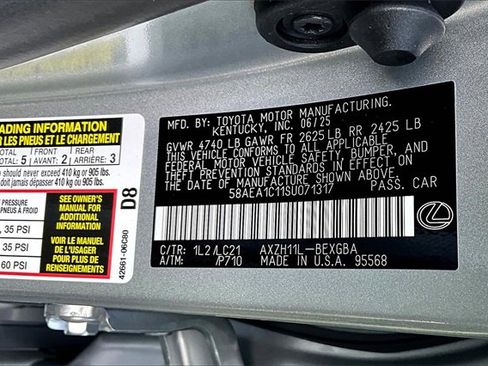 ADING INFORMATION
R LES PNEUS ET LE CHARGEMENT
TOTAL FRONT REAR
TOTAL: 5 AVANT: 2 ARRIÈRE: 3
never exceed 410 kg or 905 lbs.
doit jamais dépasser 410 kg ou 905 lbs.
PRESSURE
PNEUS À FROID
, 35 PSI
35 PSI
60 PSI
SEE OWNER'S
MANUAL FOR
ADDITIONAL
INFORMATION
VOIR LE MANUEL
DE L'USAGER
POUR PLUS DE
RENSEIGNEMENTS
D8
42661-06C80
MFD. BY: TOYOTA MOTOR MANUFACTURING.
KENTUCKY, INC. 06/25
GVWR 4740 LB GAWR FR 2625 LB RR 2425 LB
THIS VEHICLE CONFORMS TO ALL APPLICABLE
FEDERAL MOTOR VEHICLE SAFETY, BUMPER, AND
THEFT PREVENTION STANDARDS IN EFFECT ON
THE DATE OF MANUFACTURE SHOWN ABOVE.
58AEA1C11SU071317 PASS. CAR
C/TR: 1L2/LC21 AXZH11L-BEXGBA
A/TM: /P710 MADE IN U.S.A. 95568